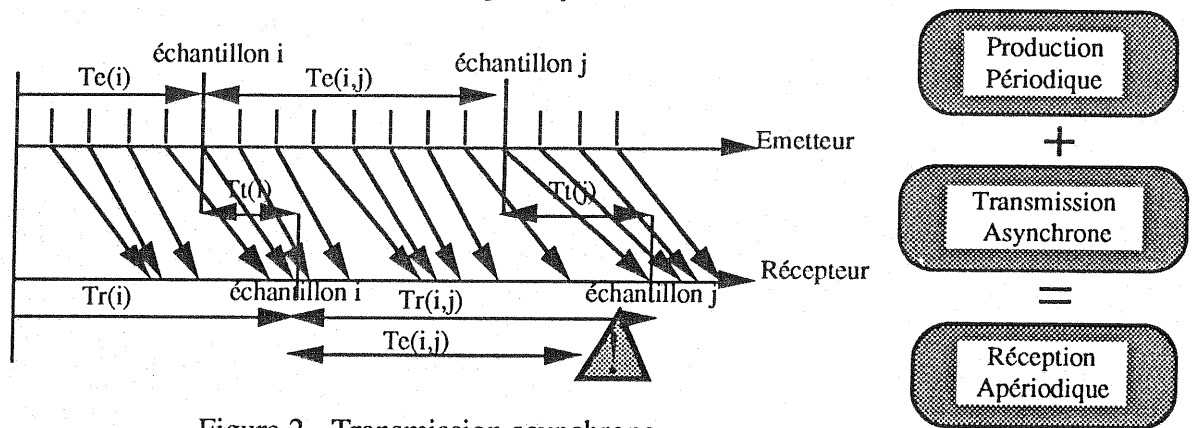 échantillon i
échantillon j
Te(i)
Te(i,j)
Emetteur
Tt(i)
Tt(j)
Récepteur
échantillon i
échantillon j
Tr(i)
Tr(i,j)
Te(i,j)
!
Production
Périodique
+
Transmission
Asynchrone
=
Réception
Apériodique
Figure 2 Transmission asynchrone